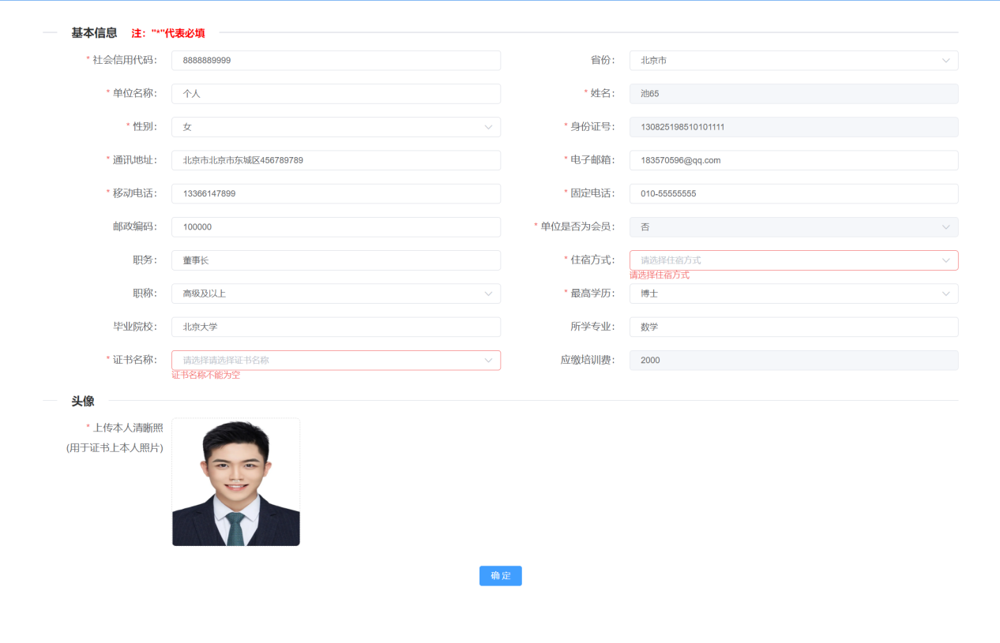 基本信息 注："*"代表必填
* 社会信用代码： 8888889999 省份： 北京市
* 单位名称： 个人 * 姓名： 池65
* 性别： 女 * 身份证号： 130825198510101111
* 通讯地址： 北京市北京市东城区456789789 * 电子邮箱： 183570596@qq.com
* 移动电话： 13366147899 * 固定电话： 010-55555555
邮政编码： 100000 * 单位是否为会员： 否
职务： 董事长 * 住宿方式： 请选择住宿方式
请选择住宿方式
职称： 高级及以上 * 最高学历： 博士
毕业院校： 北京大学 所学专业： 数学
* 证书名称： 请选择请选择证书名称 应缴培训费： 2000
证书名称不能为空
头像
* 上传本人清晰照
(用于证书上本人照片)
确 定